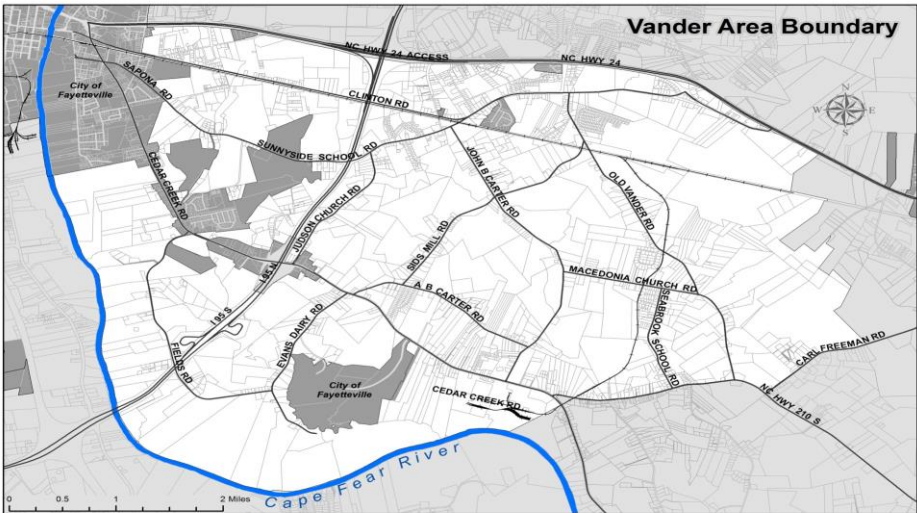 Vander Area Boundary
NC HWY 24 ACCESS
NC HWY 24
SAPONA RD
City of
Fayetteville
CLINTON RD
N
W
E
S
SUNNYSIDE SCHOOL RD
CEDAR CREEK RD
JOHN B CARTER RD
OLD VANDER RD
JUDSON CHURCH RD
SIDS MILL RD
I 95 N
MACEDONIA CHURCH RD
A B CARTER RD
SEABROOK SCHOOL RD
I 95 S
EVANS DAIRY RD
CARL FREEMAN RD
FIELDS RD
City of
Fayetteville
CEDAR CREEK RD
NC HWY 210 S
Cape Fear River
0 0.5 1 2 Miles